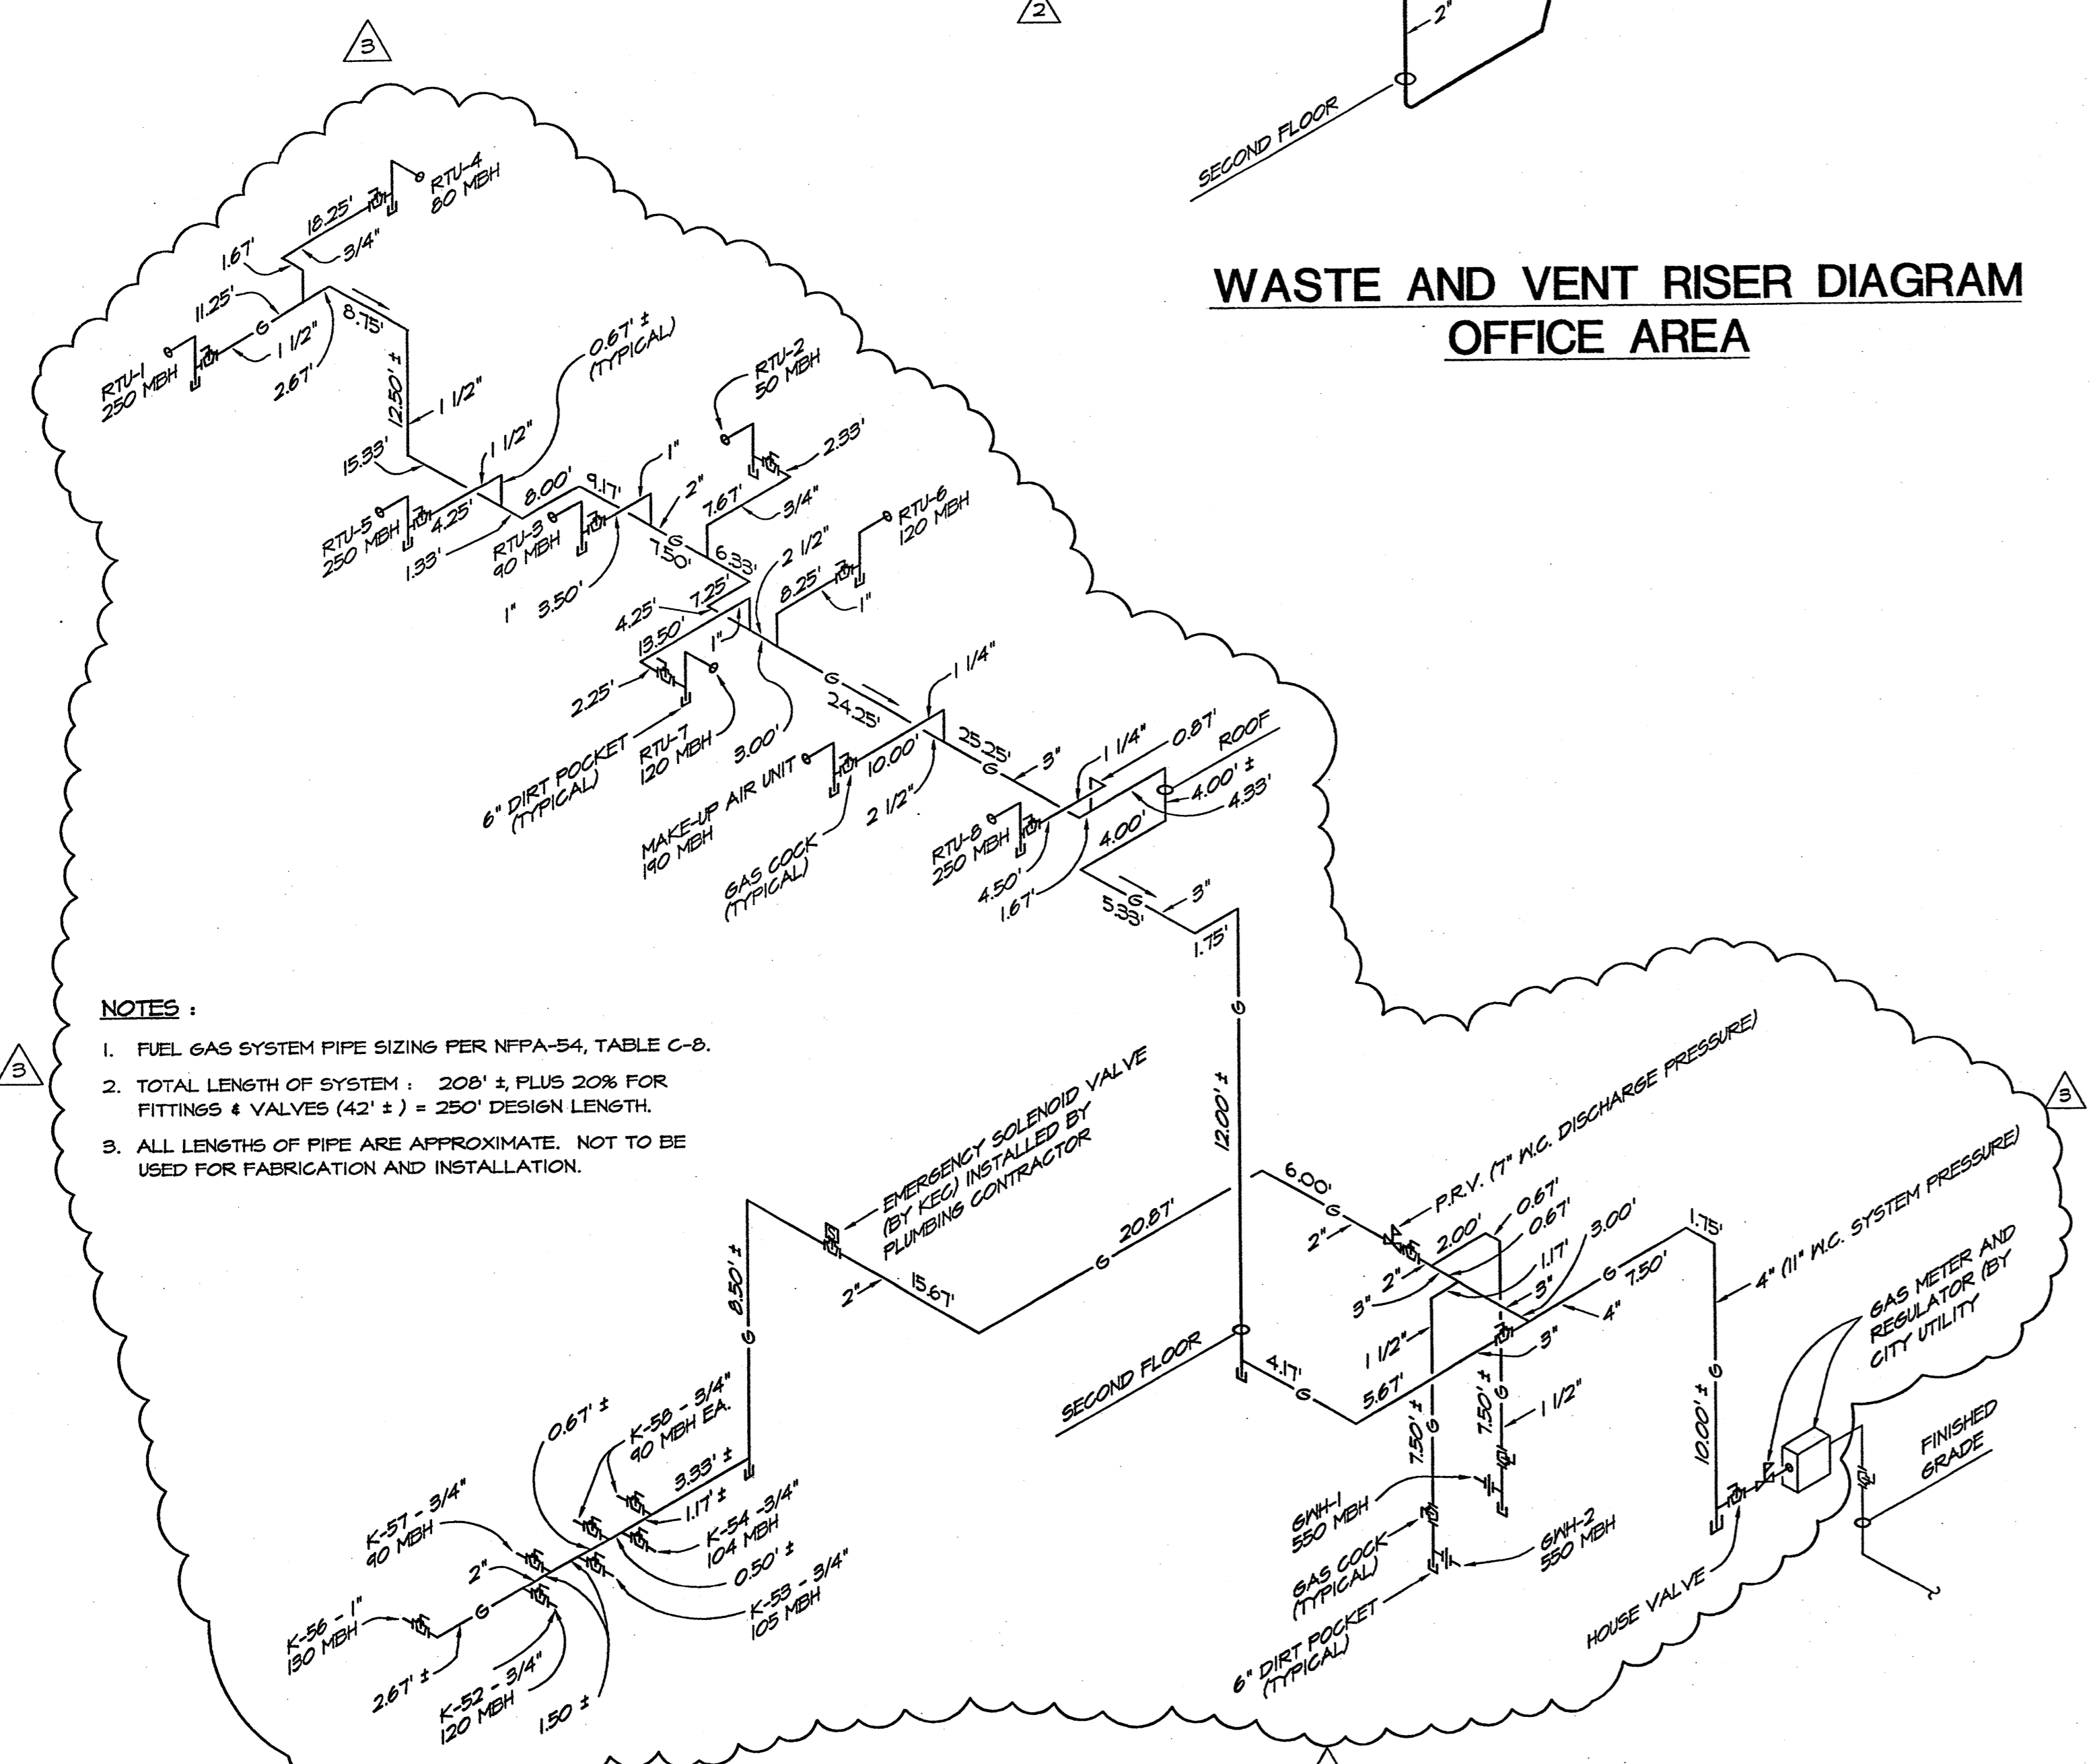 3
2
2"
SECOND FLOOR
WASTE AND VENT RISER DIAGRAM
OFFICE AREA
RTU-4
80 MBH
18.25'
3/4"
1.67'
11.25'
8.75'
1 1/2"
2.67'
RTU-1
250 MBH
12.50' ±
1 1/2"
0.67' ±
(TYPICAL)
RTU-2
50 MBH
15.33'
1 1/2"
8.00'
9.17'
1"
2"
2.33'
7.67'
3/4"
RTU-6
120 MBH
RTU-5
250 MBH
4.25'
1.33'
RTU-3
90 MBH
1" 3.50'
G
7.50'
6.33'
2 1/2"
8.25'
1"
7.25'
4.25'
13.50'
1"
2.25'
6" DIRT POCKET
(TYPICAL)
RTU-7
120 MBH
3.00'
G
24.25'
1 1/4"
MAKE-UP AIR UNIT
190 MBH
10.00'
2 1/2"
25.25'
G
3"
GAS COCK
(TYPICAL)
1 1/4"
0.87'
ROOF
4.00' ±
4.33'
4.00'
RTU-8
250 MBH
4.50'
1.67'
G
5.33'
3"
1.75'
G
12.00' ±
NOTES :
1. FUEL GAS SYSTEM PIPE SIZING PER NFPA-54, TABLE C-8.
2. TOTAL LENGTH OF SYSTEM : 208' ±, PLUS 20% FOR
FITTINGS & VALVES (42' ± ) = 250' DESIGN LENGTH.
3. ALL LENGTHS OF PIPE ARE APPROXIMATE. NOT TO BE
USED FOR FABRICATION AND INSTALLATION.
3
3
EMERGENCY SOLENOID VALVE
(BY KEC) INSTALLED BY
PLUMBING CONTRACTOR
S
8.50' ±
G
2"
15.67'
G
20.87'
6.00'
G
2"
P.R.V. (7" W.C. DISCHARGE PRESSURE)
2.00'
0.67'
0.67'
1.17'
3.00'
2"
3"
3"
1.75'
G
7.50'
4"
4" (11" W.C. SYSTEM PRESSURE)
GAS METER AND
REGULATOR (BY
CITY UTILITY
SECOND FLOOR
4.17'
G
5.67'
1 1/2"
3"
7.50' ±
G
7.50' ±
G
1 1/2"
10.00' ±
G
FINISHED
GRADE
GWH-1
550 MBH
GAS COCK
(TYPICAL)
GWH-2
550 MBH
6" DIRT POCKET
(TYPICAL)
HOUSE VALVE
0.67' ±
K-58 - 3/4"
90 MBH EA.
3.33' ±
1.17' ±
K-57 - 3/4"
90 MBH
K-54 -3/4"
104 MBH
0.50' ±
K-53 - 3/4"
105 MBH
2"
G
K-56 - 1"
130 MBH
2.67' ±
K-52 - 3/4"
120 MBH
1.50 ±